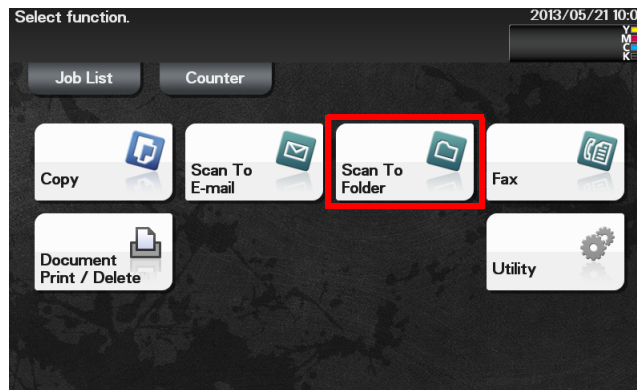 Select function.
2013/05/21 10:0
Y
M
C
K
Job List
Counter
Copy
Scan To
E-mail
Scan To
Folder
Fax
Document
Print / Delete
Utility